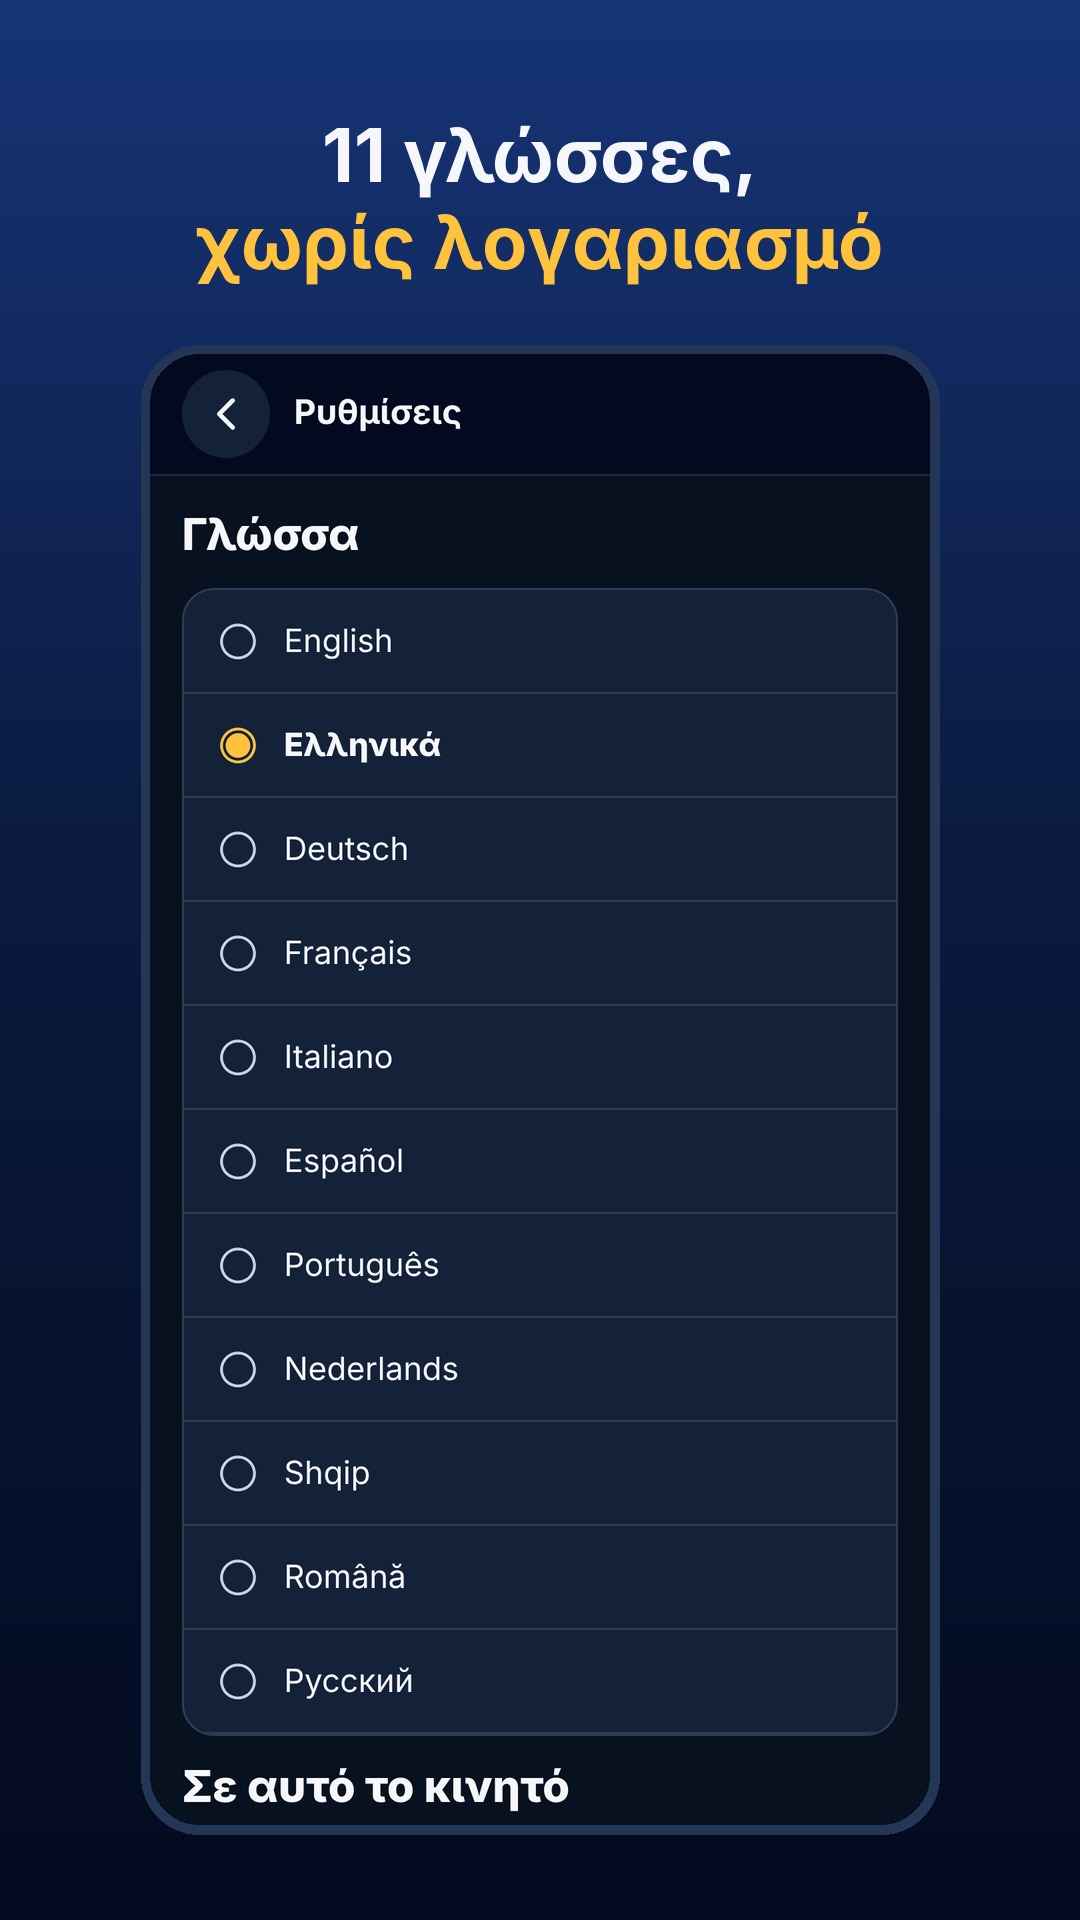 11 γλώσσες,
χωρίς λογαριασμό
Ρυθμίσεις
Γλώσσα
English
Ελληνικά
Deutsch
Français
Italiano
Español
Português
Nederlands
Shqip
Română
Русский
Σε αυτό το κινητό